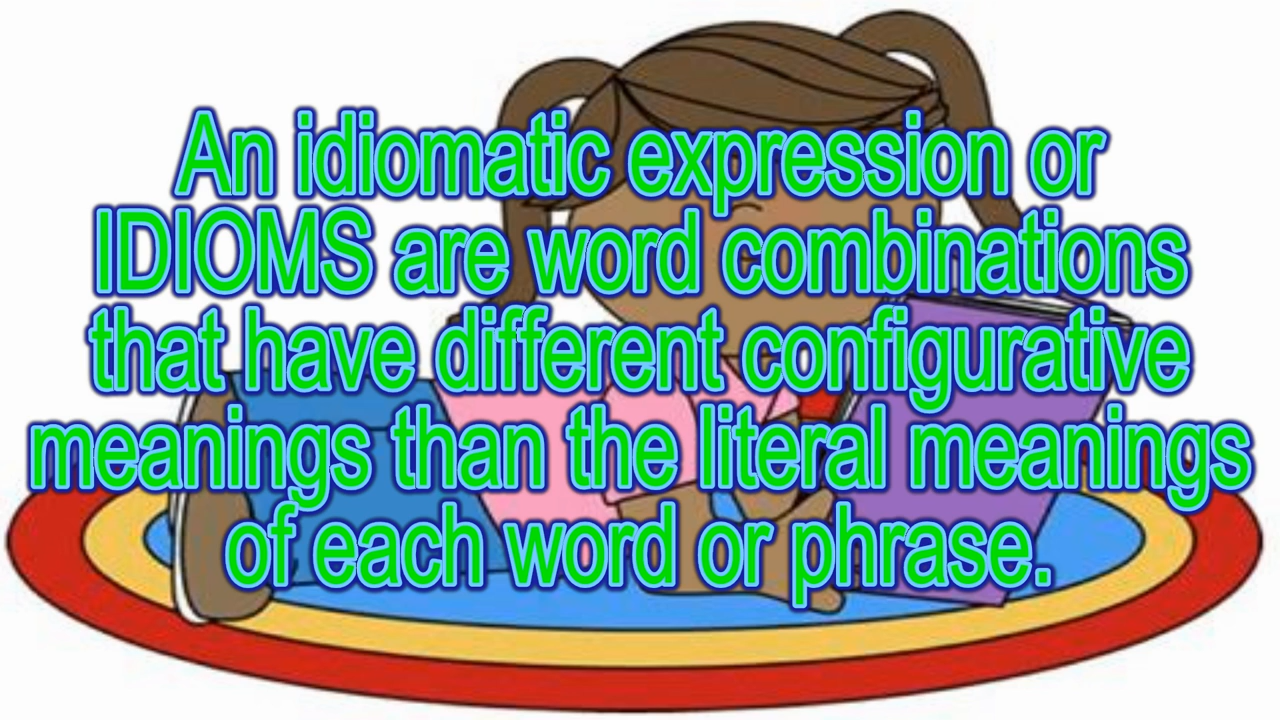 An idiomatic expression or
IDIOMS are word combinations
that have different configurative
meanings than the literal meanings
of each word or phrase.